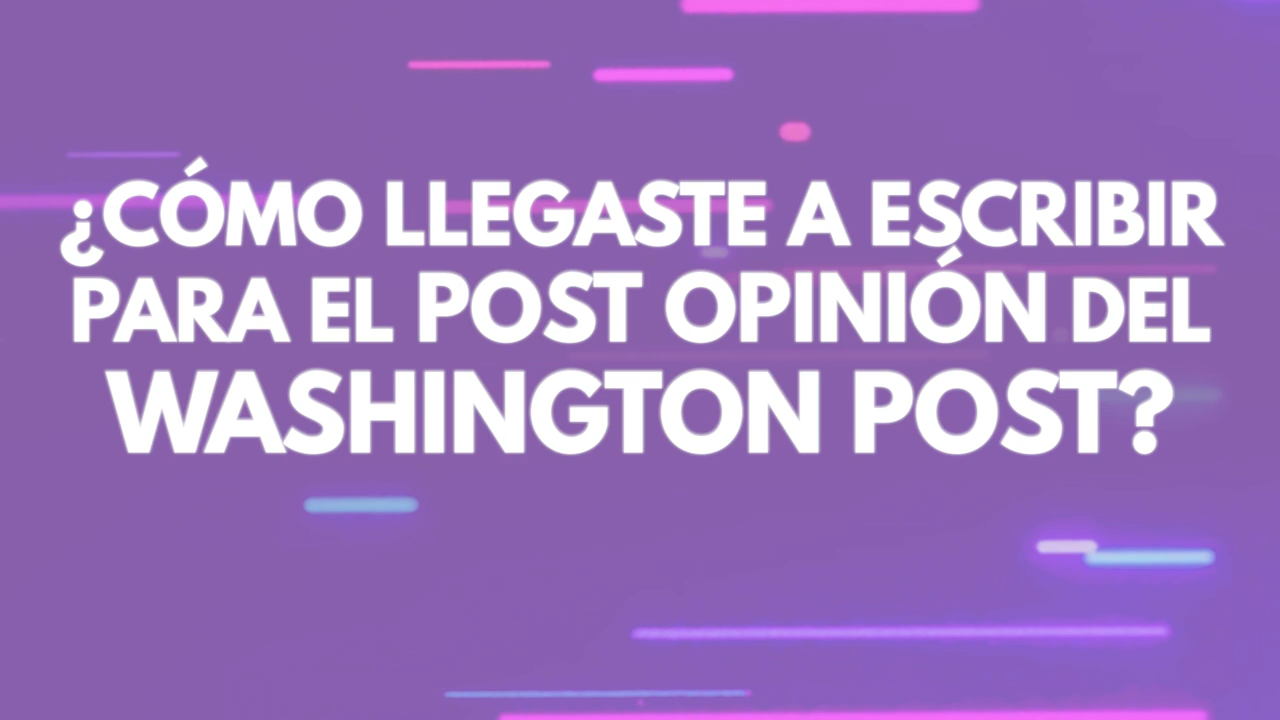 ¿CÓMO LLEGASTE A ESCRIBIR
PARA EL POST OPINIÓN DEL
WASHINGTON POST?